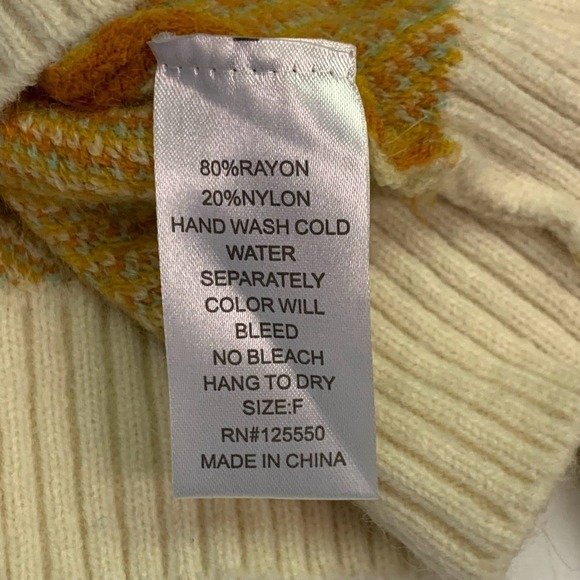 80%RAYON
20%NYLON
HAND WASH COLD
WATER
SEPARATELY
COLOR WILL
BLEED
NO BLEACH
HANG TO DRY
SIZE:F
RN#125550
MADE IN CHINA